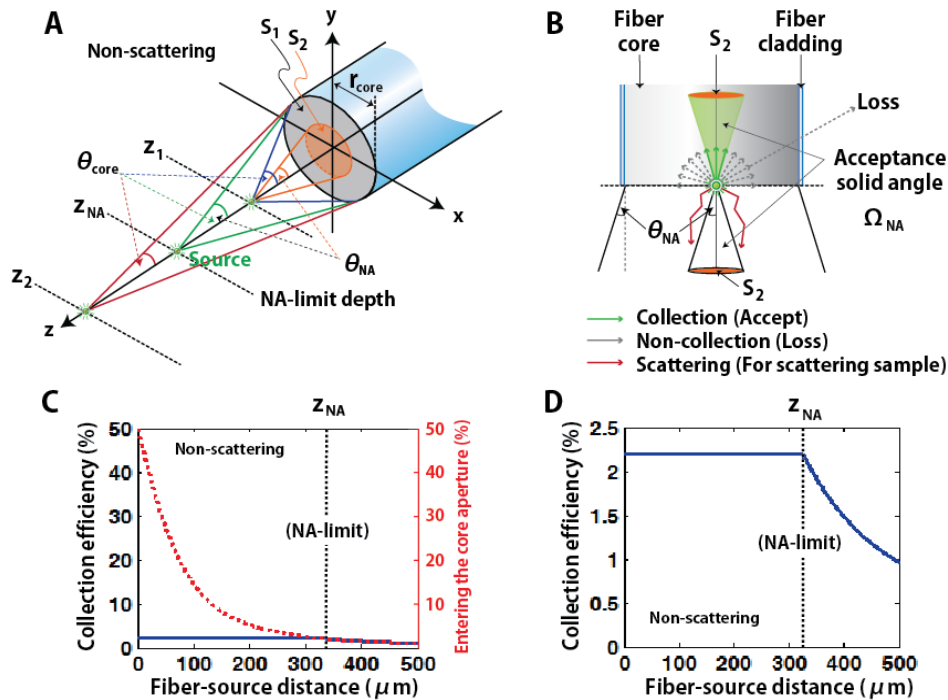 A
Non-scattering
S1
S2
y
rcore
x
z1
θcore
zNA
Source
θNA
z2
NA-limit depth
z
B
Fiber
core
S2
Fiber
cladding
Loss
Acceptance
solid angle
ΩNA
θNA
S2
Collection (Accept)
Non-collection (Loss)
Scattering (For scattering sample)
C
zNA
Collection efficiency (%)
50
40
30
20
10
0
Non-scattering
(NA-limit)
50
40
30
20
10
Entering the core aperture (%)
0 100 200 300 400 500
Fiber-source distance (μm)
D
zNA
Collection efficiency (%)
2.5
2
1.5
1
0.5
0
(NA-limit)
Non-scattering
0 100 200 300 400 500
Fiber-source distance (μm)